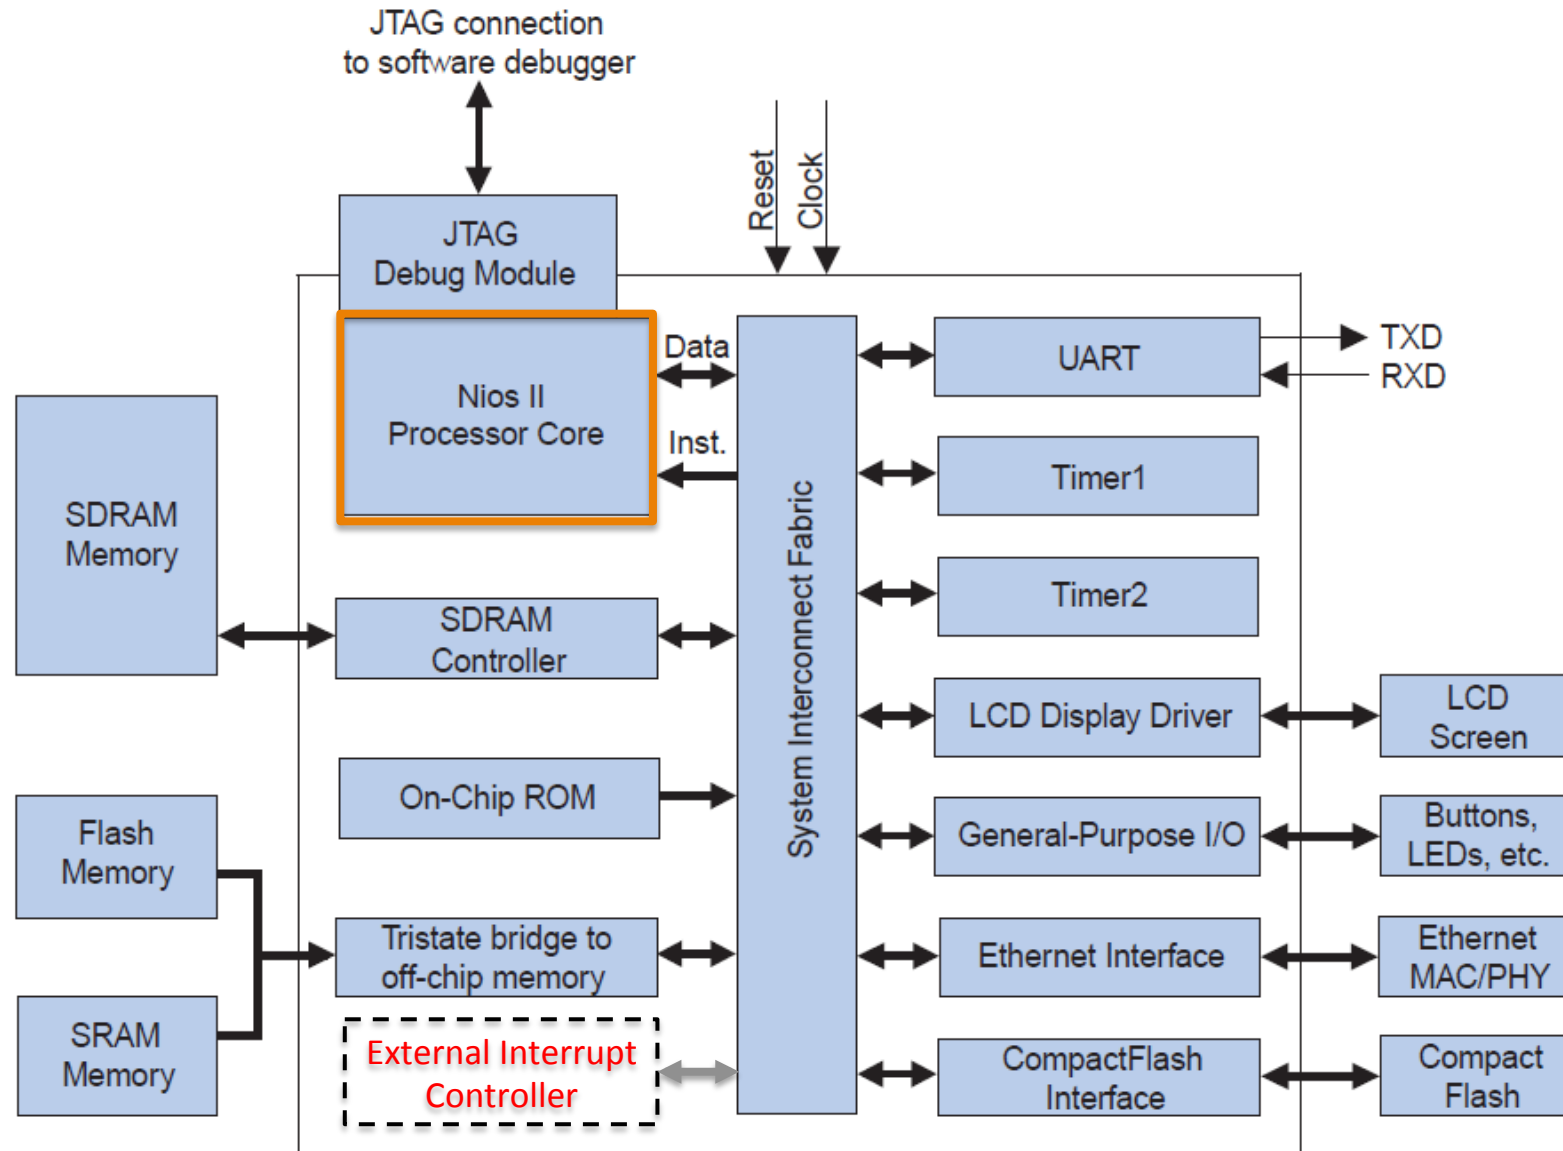 JTAG connection
to software debugger
Reset
Clock
JTAG
Debug Module
Nios II
Processor Core
Data
Inst.
System Interconnect Fabric
UART
TXD
RXD
Timer1
Timer2
SDRAM
Memory
SDRAM
Controller
LCD Display Driver
LCD
Screen
On-Chip ROM
General-Purpose I/O
Buttons,
LEDs, etc.
Flash
Memory
Tristate bridge to
off-chip memory
Ethernet Interface
Ethernet
MAC/PHY
SRAM
Memory
External Interrupt
Controller
CompactFlash
Interface
Compact
Flash